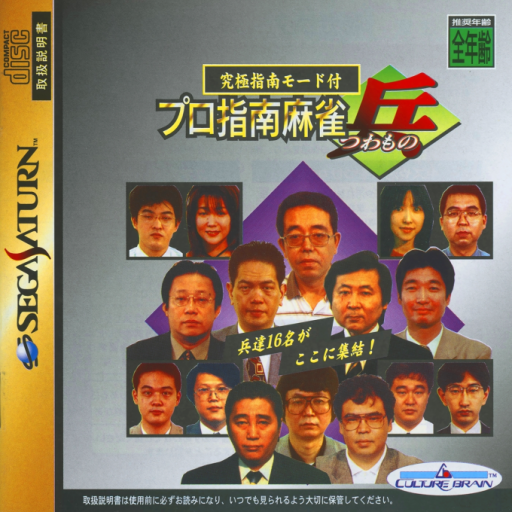 COMPACT
disc
取扱説明書
推奨年齢
全年齢
究極指南モード付
プロ指南麻雀
兵
つわもの
SEGA SATURN™
兵達16名が
ここに集結!
CULTURE BRAIN™
取扱説明書は使用前に必ずお読みになり、いつでも見られるよう大切に保管してください。